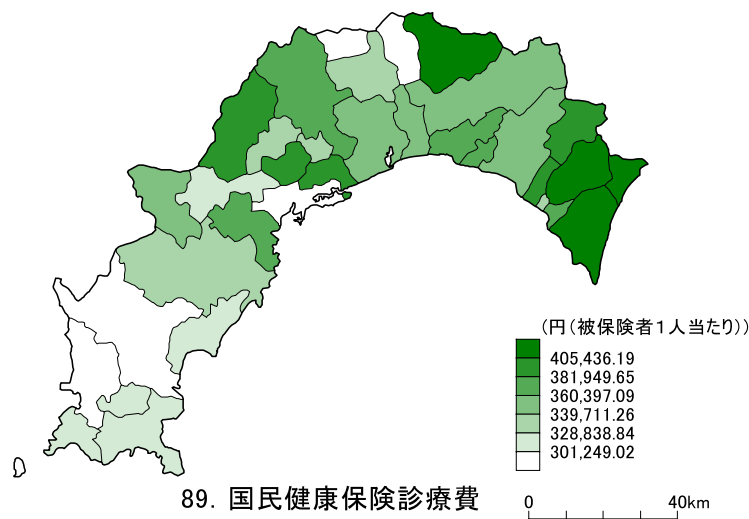 (円(被保険者1人当たり))
405,436.19
381,949.65
360,397.09
339,711.26
328,838.84
301,249.02
89. 国民健康保険診療費
0 40km